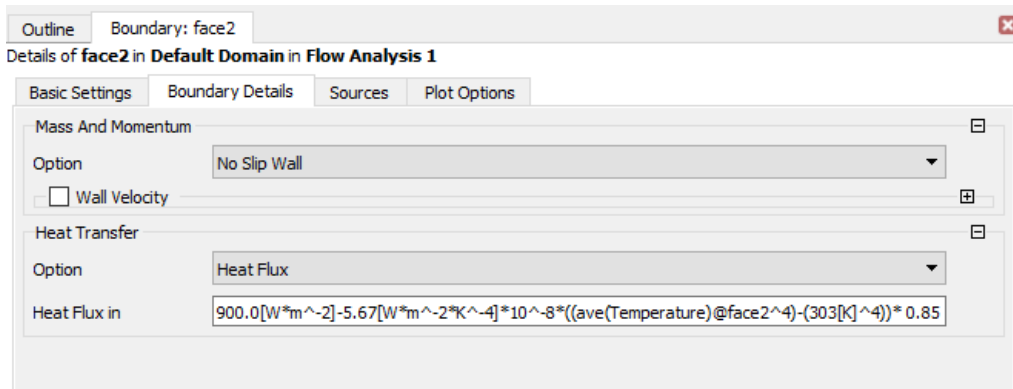 Outline Boundary: face2
Details of face2 in Default Domain in Flow Analysis 1
Basic Settings Boundary Details Sources Plot Options
Mass And Momentum
Option No Slip Wall
Wall Velocity
Heat Transfer
Option Heat Flux
Heat Flux in 900.0[W*m^-2]-5.67[W*m^-2*K^-4]*10^-8*((ave(Temperature)@face2^4)-(303[K]^4))* 0.85